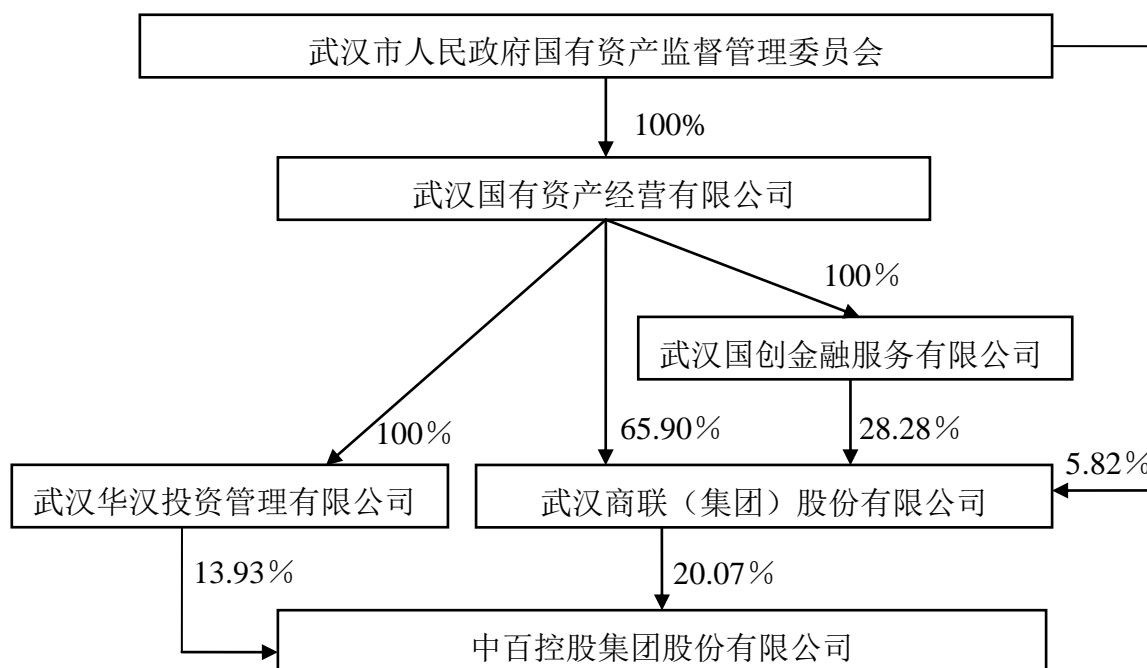 武汉市人民政府国有资产监督管理委员会
100%
武汉国有资产经营有限公司
100％
武汉国创金融服务有限公司
100％
65.90％
28.28％
5.82％
武汉华汉投资管理有限公司
武汉商联（集团）股份有限公司
13.93％
20.07％
中百控股集团股份有限公司